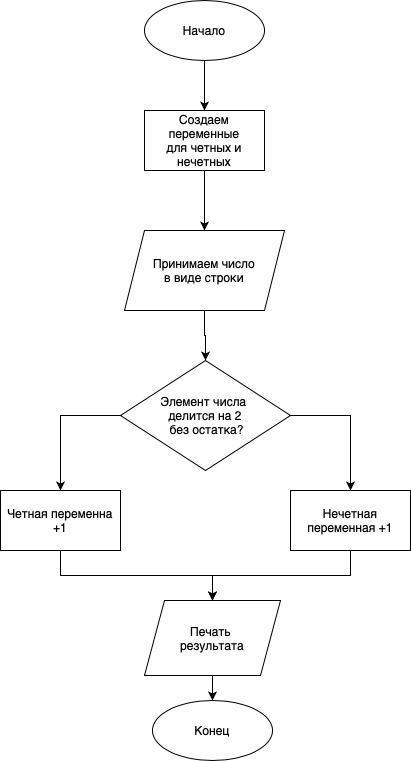 Начало
Создаем
переменные
для четных и
нечетных
Принимаем число
в виде строки
Элемент числа
делится на 2
без остатка?
Четная переменна
+1
Нечетная
переменная +1
Печать
результата
Конец